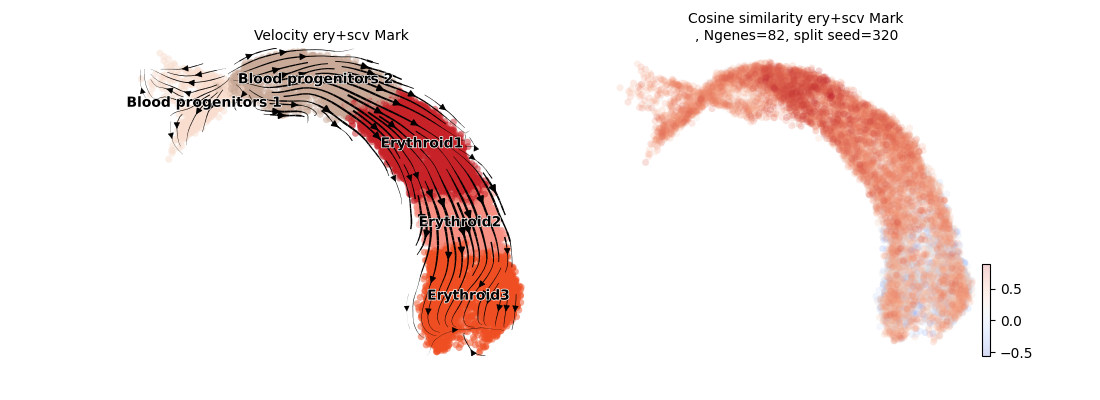 Velocity ery+scv Mark
Blood progenitors 2
Blood progenitors 1
Erythroid1
Erythroid2
Erythroid3
Cosine similarity ery+scv Mark
, Ngenes=82, split seed=320
0.5
0.0
−0.5